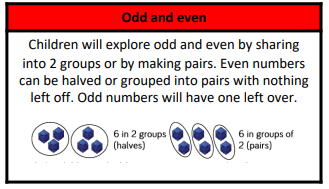 Odd and even
Children will explore odd and even by sharing
into 2 groups or by making pairs. Even numbers
can be halved or grouped into pairs with nothing
left off. Odd numbers will have one left over.
6 in 2 groups
(halves)
6 in groups of
2 (pairs)